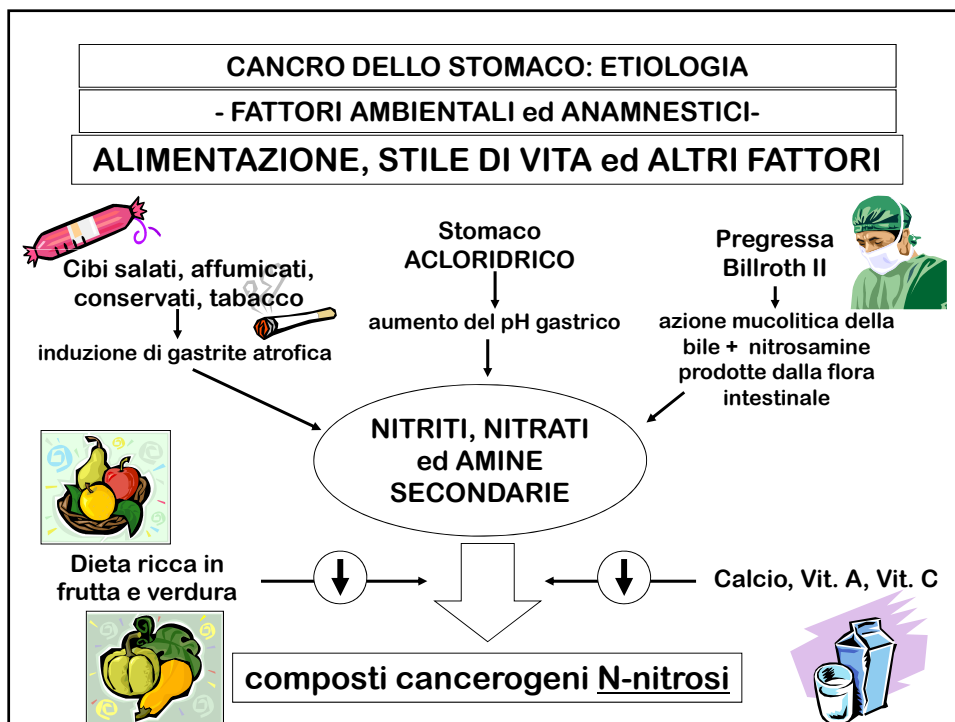 CANCRO DELLO STOMACO: ETIOLOGIA
- FATTORI AMBIENTALI ed ANAMNESTICI-
ALIMENTAZIONE, STILE DI VITA ed ALTRI FATTORI
Cibi salati, affumicati,
conservati, tabacco
induzione di gastrite atrofica
Stomaco
ACLORIDRICO
aumento del pH gastrico
Pregressa
Billroth II
azione mucolitica della
bile + nitrosamine
prodotte dalla flora
intestinale
NITRITI, NITRATI
ed AMINE
SECONDARIE
Dieta ricca in
frutta e verdura
Calcio, Vit. A, Vit. C
composti cancerogeni N-nitrosi